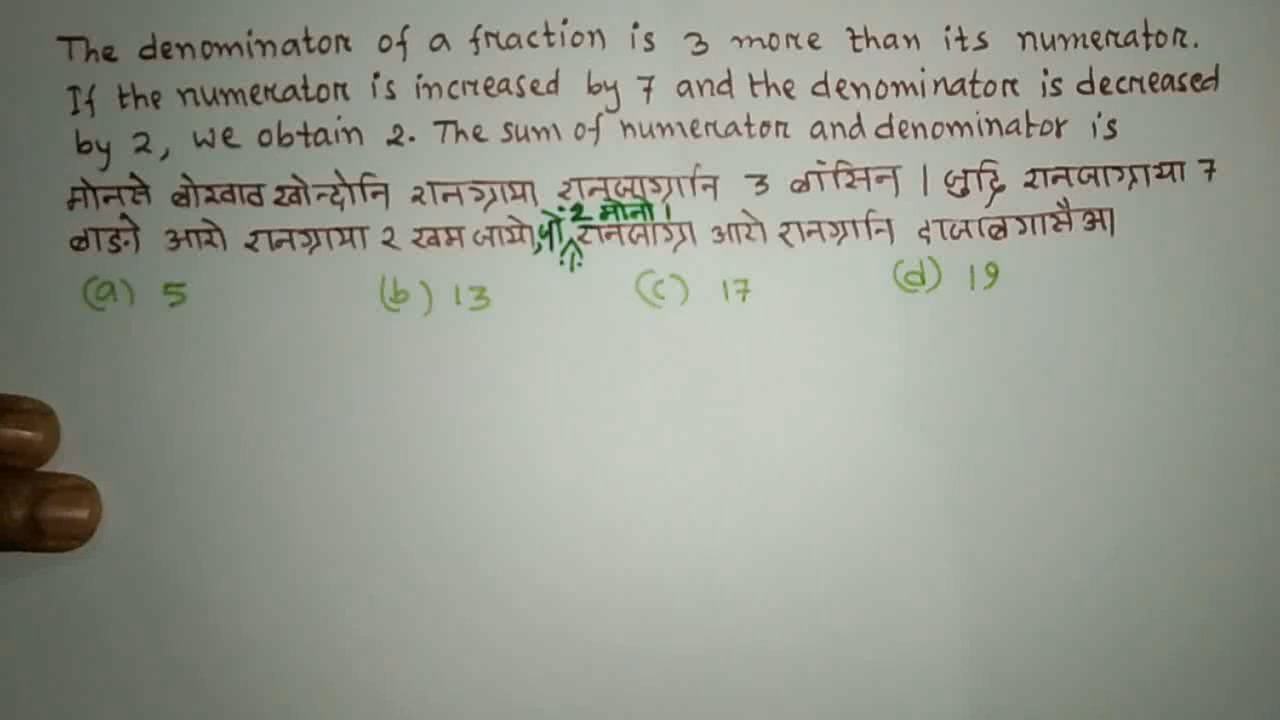 The denominator of a fraction is 3 more than its numerator.
If the numerator is increased by 7 and the denominator is decreased
by 2, we obtain 2. The sum of numerator and denominator is
मोनसे बोखाव खोन्दोनि रानग्राया रानजाग्रानि 3 बांसिन । जुदि रानजाग्राया 7
: 2 मोनो ।
बाडनो आरो रानग्राया 2 खम जायो, रानजाग्रा आरो रानग्रानि दाजाबगासैआ
(a) 5 (b) 13 (c) 17 (d) 19